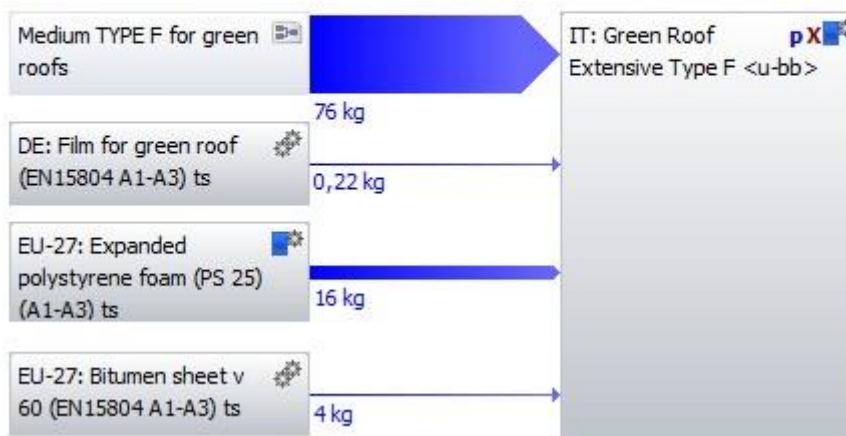 Medium TYPE F for green
roofs
76 kg
DE: Film for green roof
(EN15804 A1-A3) ts
0,22 kg
EU-27: Expanded
polystyrene foam (PS 25)
(A1-A3) ts
16 kg
EU-27: Bitumen sheet v
60 (EN15804 A1-A3) ts
4 kg
IT: Green Roof pX
Extensive Type F <u-bb>